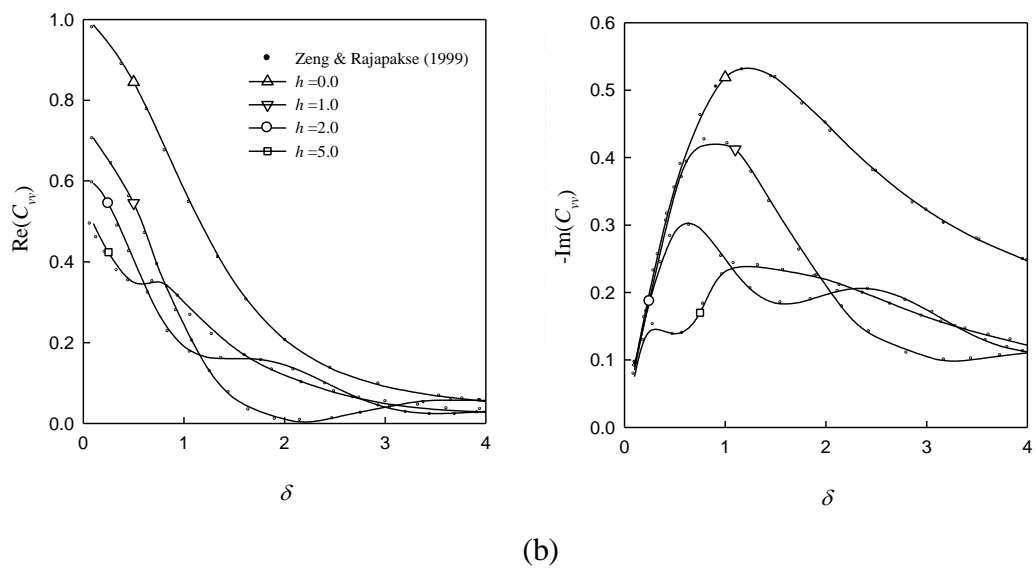 1.0
0.8
0.6
0.4
0.2
0.0
Re(C_vv)
Zeng & Rajapakse (1999)
h =0.0
h =1.0
h =2.0
h =5.0
0 1 2 3 4
δ
0.6
0.5
0.4
0.3
0.2
0.1
0.0
-Im(C_vv)
0 1 2 3 4
δ
(b)